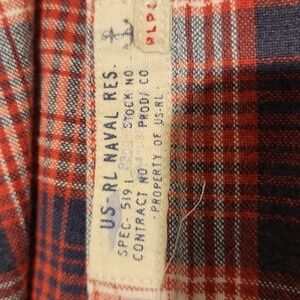 US-RL NAVAL RES.
SPEC. 5191 STOCK NO
CONTRACT NO PROD/CO
PROPERTY OF US-RL